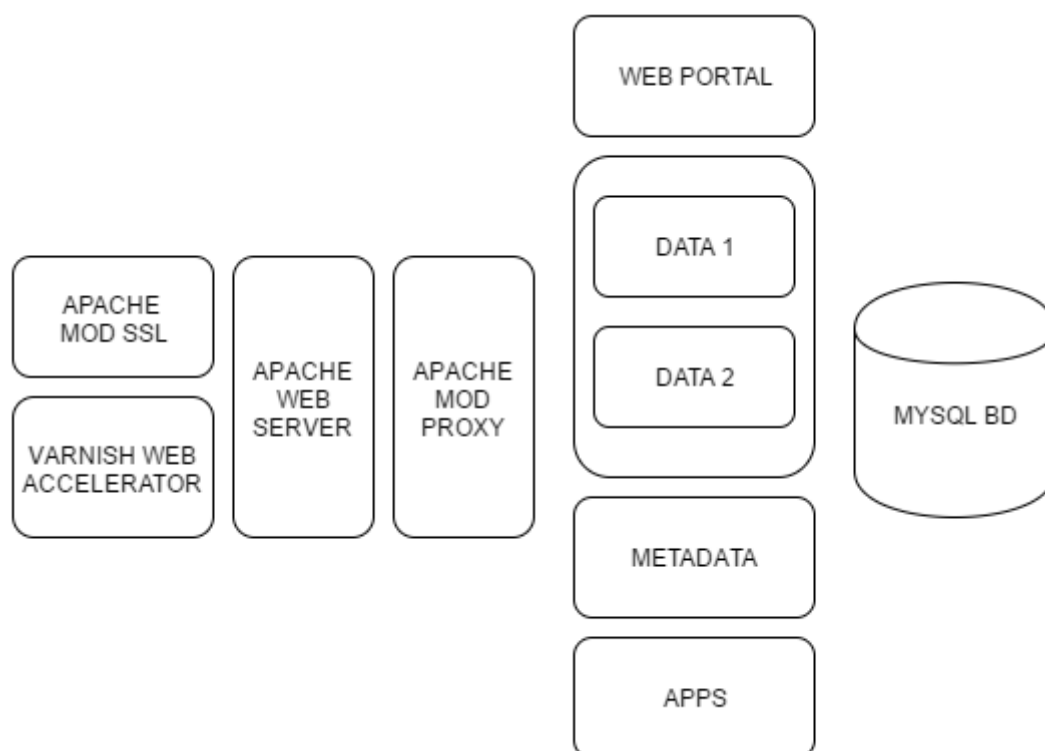 WEB PORTAL
DATA 1
DATA 2
APACHE
MOD SSL
VARNISH WEB
ACCELERATOR
APACHE
WEB
SERVER
APACHE
MOD
PROXY
MYSQL BD
METADATA
APPS